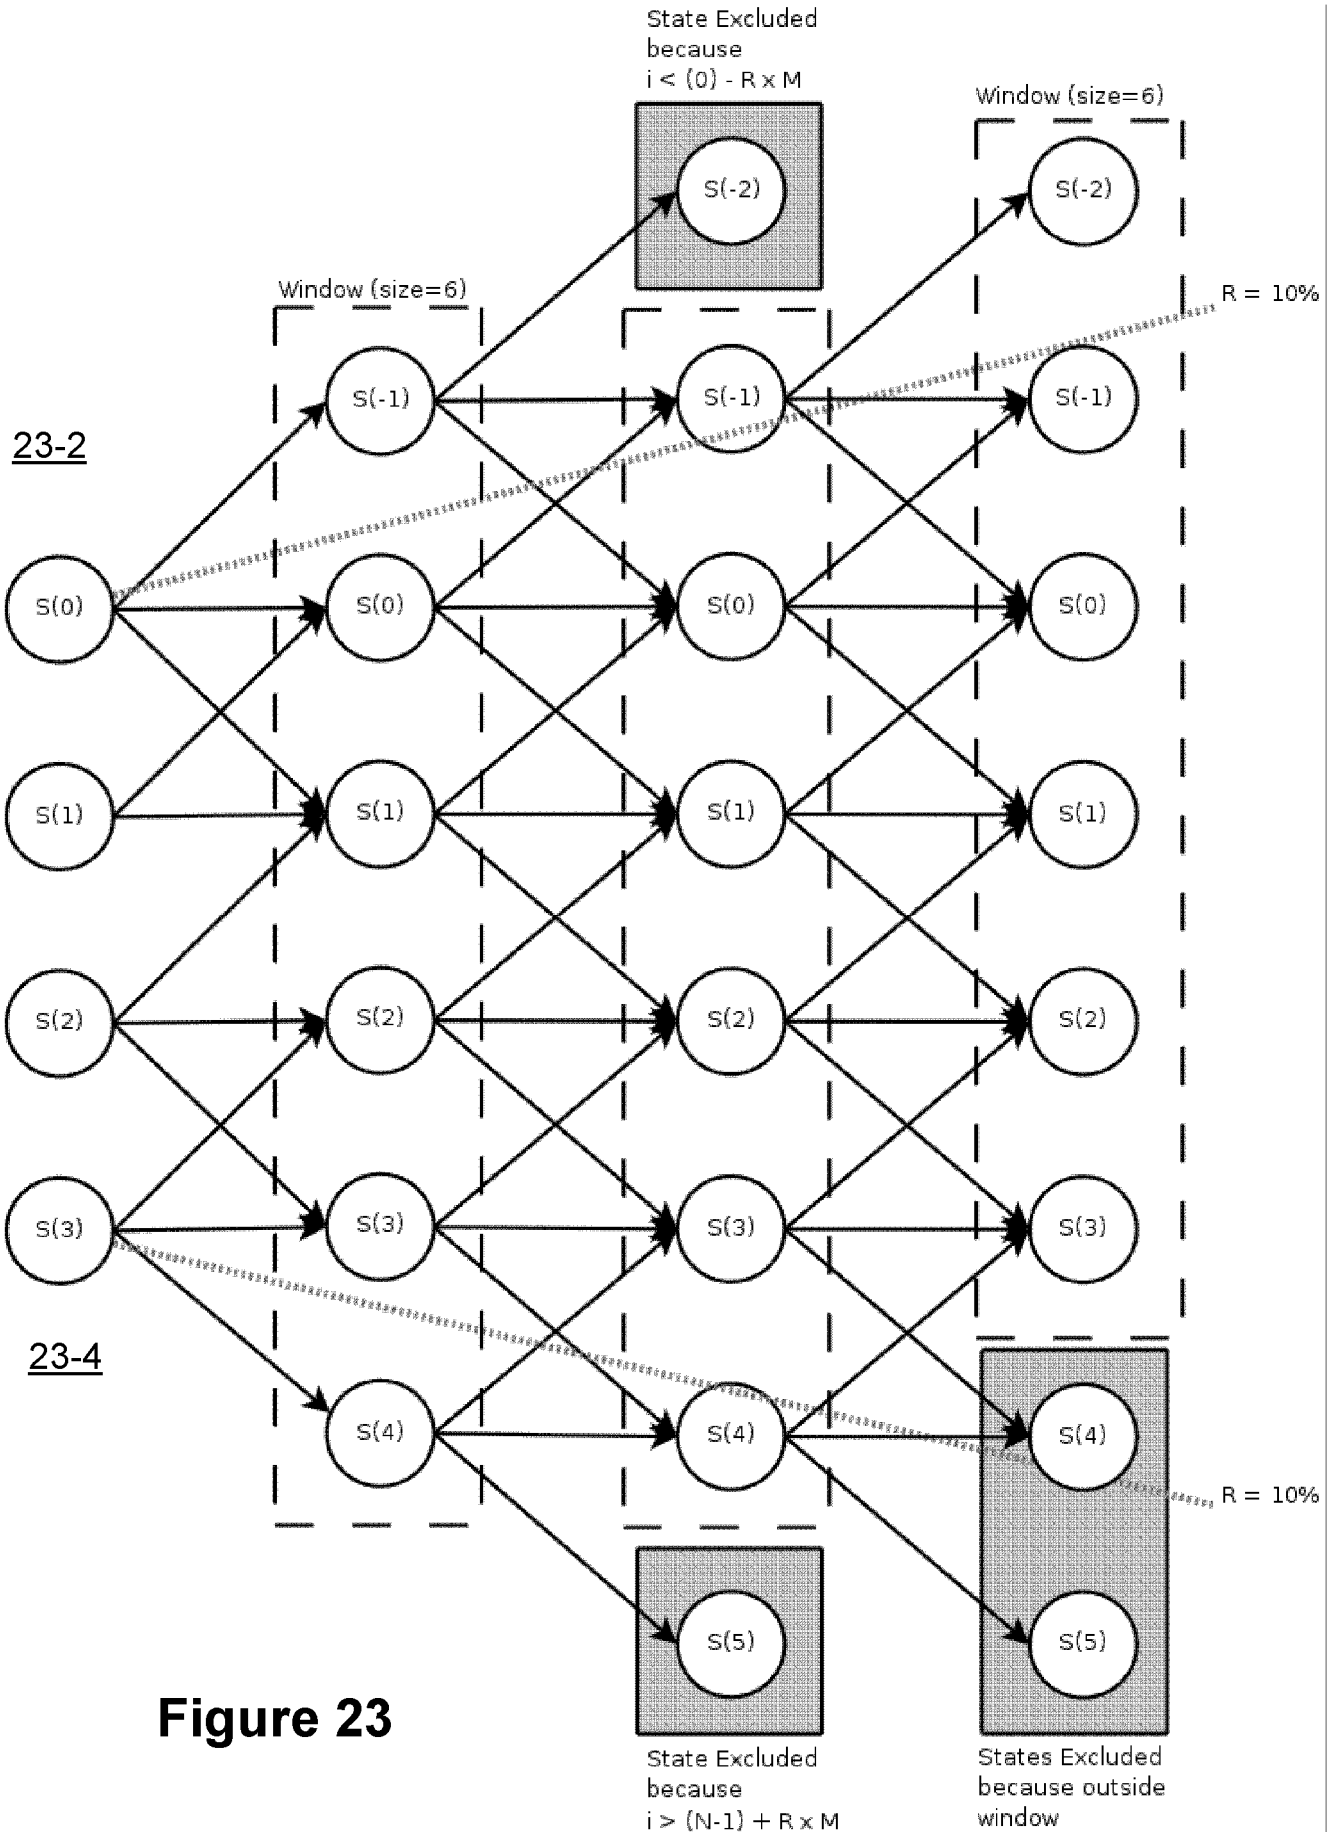 State Excluded
because
i < (0) - R x M
Window (size=6)
S(-2)
S(-2)
Window (size=6)
R = 10%
S(-1)
S(-1)
S(-1)
23-2
S(0)
S(0)
S(0)
S(0)
S(1)
S(1)
S(1)
S(1)
S(2)
S(2)
S(2)
S(2)
S(3)
S(3)
S(3)
S(3)
23-4
S(4)
S(4)
S(4)
R = 10%
S(5)
S(5)
Figure 23
State Excluded
because
i > (N-1) + R x M
States Excluded
because outside
window